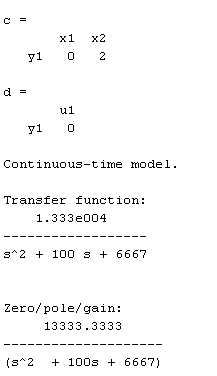 c =
x1 x2
y1 0 2
d =
u1
y1 0
Continuous-time model.
Transfer function:
1.333e004
------------------
s^2 + 100 s + 6667
Zero/pole/gain:
13333.3333
--------------------
(s^2 + 100s + 6667)